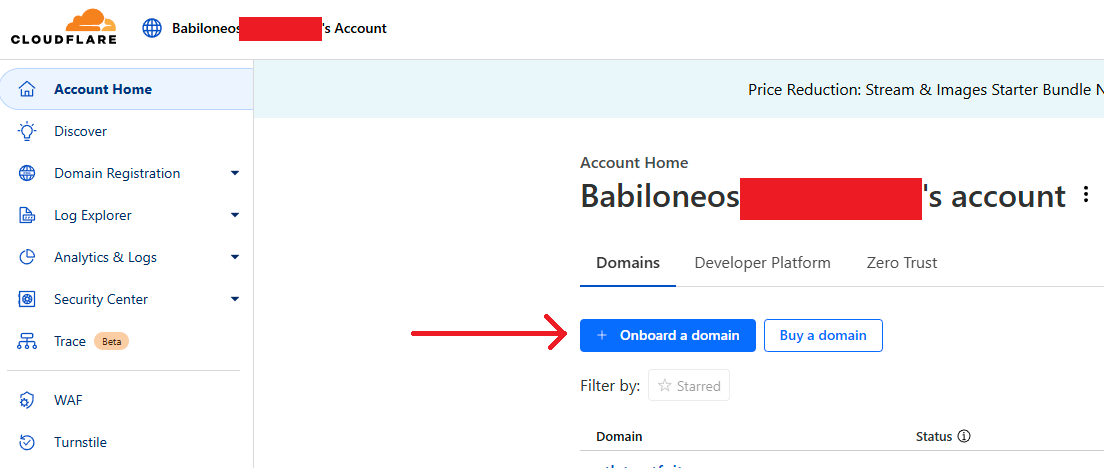 CLOUDFLARE
Babiloneos 's Account
Account Home
Discover
Domain Registration
Log Explorer
Analytics & Logs
Security Center
Trace Beta
WAF
Turnstile
Price Reduction: Stream & Images Starter Bundle N
Account Home
Babiloneos 's account
Domains Developer Platform Zero Trust
+ Onboard a domain Buy a domain
Filter by: Starred
Domain Status